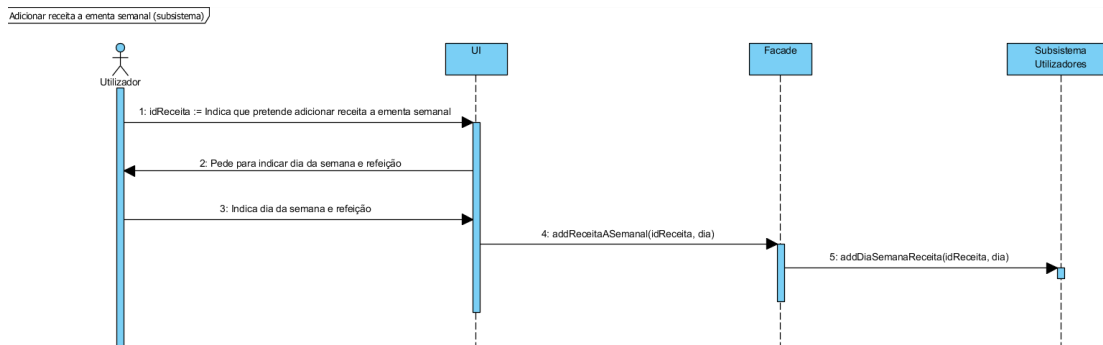 Adicionar receita a ementa semanal (subsistema)
Utilizador
UI
Facade
Subsistema
Utilizadores
1: idReceita := Indica que pretende adicionar receita a ementa semanal
2: Pede para indicar dia da semana e refeição
3: Indica dia da semana e refeição
4: addReceitaASemanal(idReceita, dia)
5: addDiaSemanaReceita(idReceita, dia)